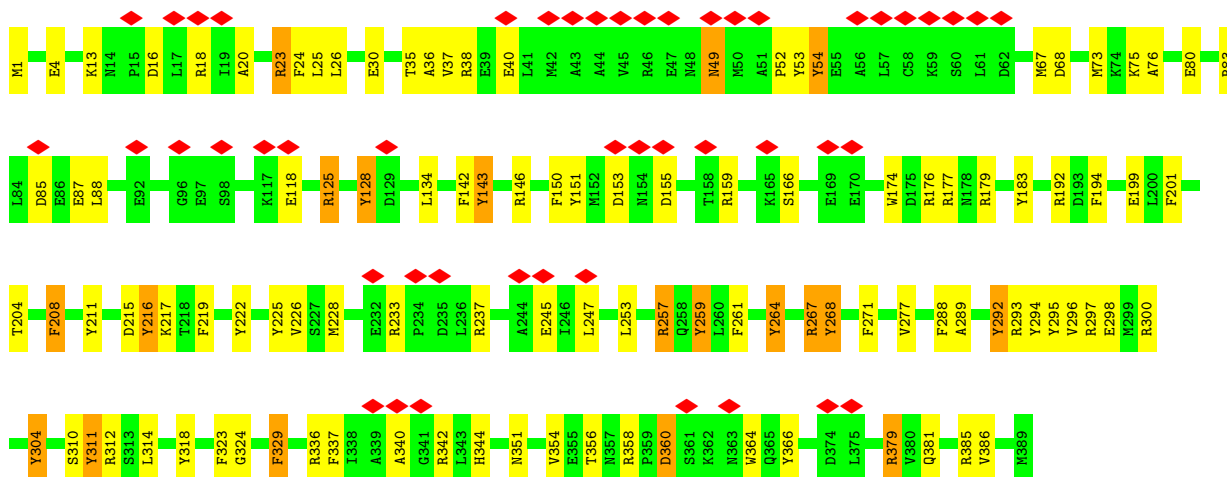 M1 E4 K13 N14 P15 D16 L17 R18 I19 A20 R23 F24 L25 L26 E30 T35 A36 V37 R38 E39 E40 L41 M42 A43 A44 V45 R46 E47 N48 N49 M50 A51 P52 Y53 Y54 E55 A56 L57 C58 K59 S60 L61 D62 M67 D68 M73 K74 K75 A76 E80
L84 D85 E86 E87 L88 E92 G96 E97 S98 K117 E118 R125 Y128 D129 L134 F142 Y143 R146 F150 Y151 M152 D153 N154 D155 T158 R159 K165 S166 E169 E170 W174 D175 R176 R177 N178 R179 Y183 R192 D193 F194 E199 L200 F201
T204 F208 Y211 D215 Y216 K217 T218 F219 Y222 Y225 V226 S227 M228 E232 R233 P234 D235 L236 R237 A244 E245 I246 L247 L253 R257 Q258 Y259 L260 F261 Y264 R267 Y268 F271 V277 F288 A289 Y292 R293 Y294 Y295 V296 R297 E298 M299 R300
Y304 S310 Y311 R312 S313 L314 Y318 F323 G324 F329 R336 F337 I338 A339 A340 G341 R342 L343 H344 N351 V354 E355 T356 N357 R358 P359 D360 S361 K362 N363 W364 Q365 Y366 D374 L375 R379 V380 Q381 R385 V386 M389